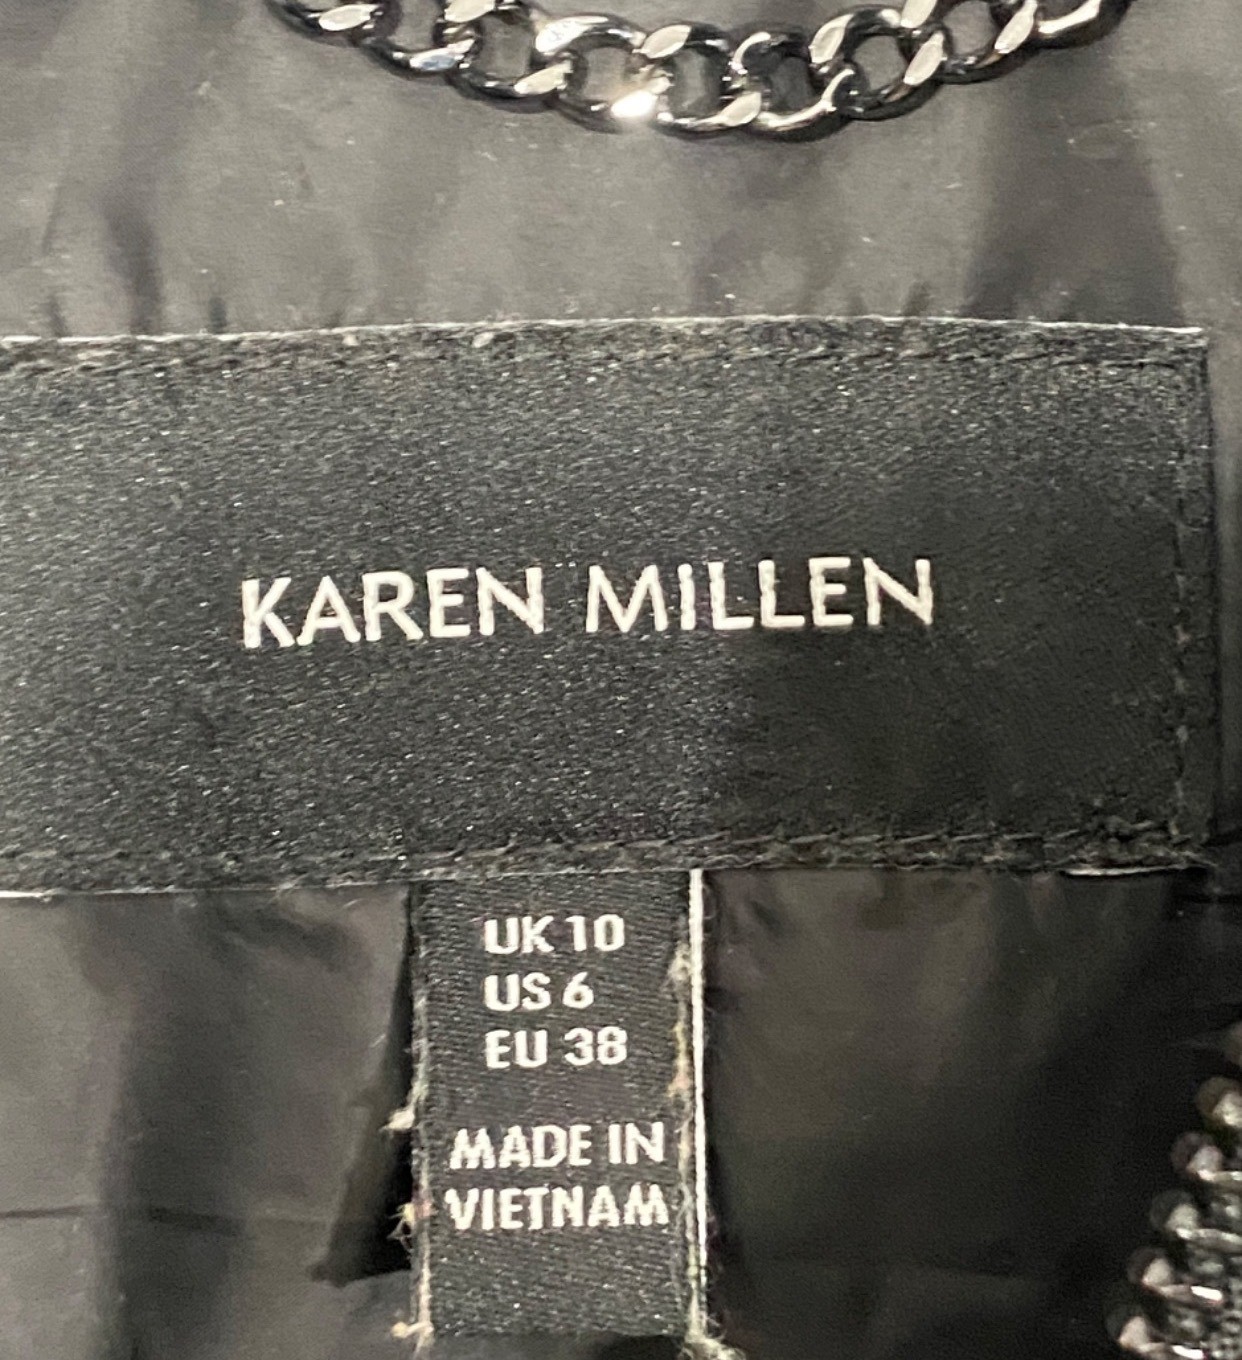 KAREN MILLEN
UK 10
US 6
EU 38
MADE IN
VIETNAM